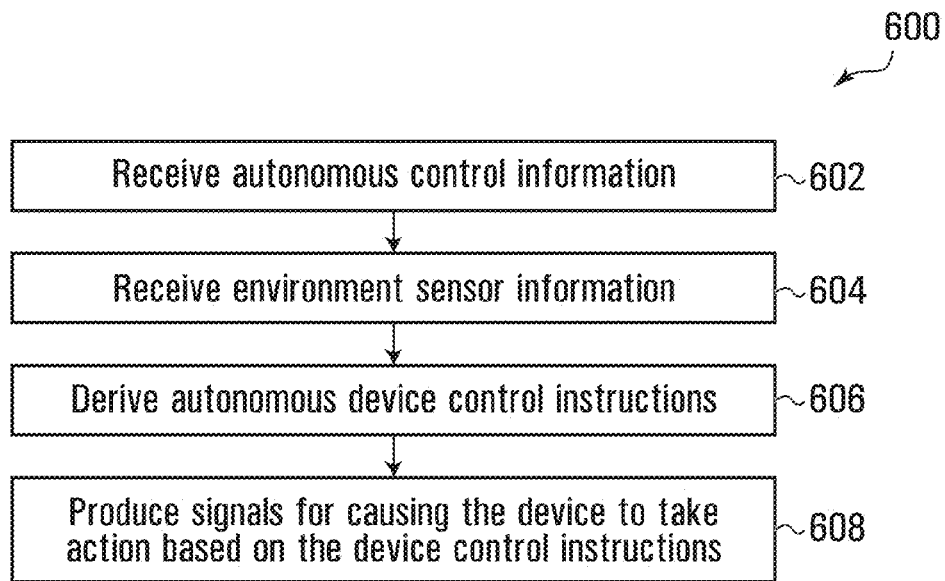 600
Receive autonomous control information
602
Receive environment sensor information
604
Derive autonomous device control instructions
606
Produce signals for causing the device to take
action based on the device control instructions
608